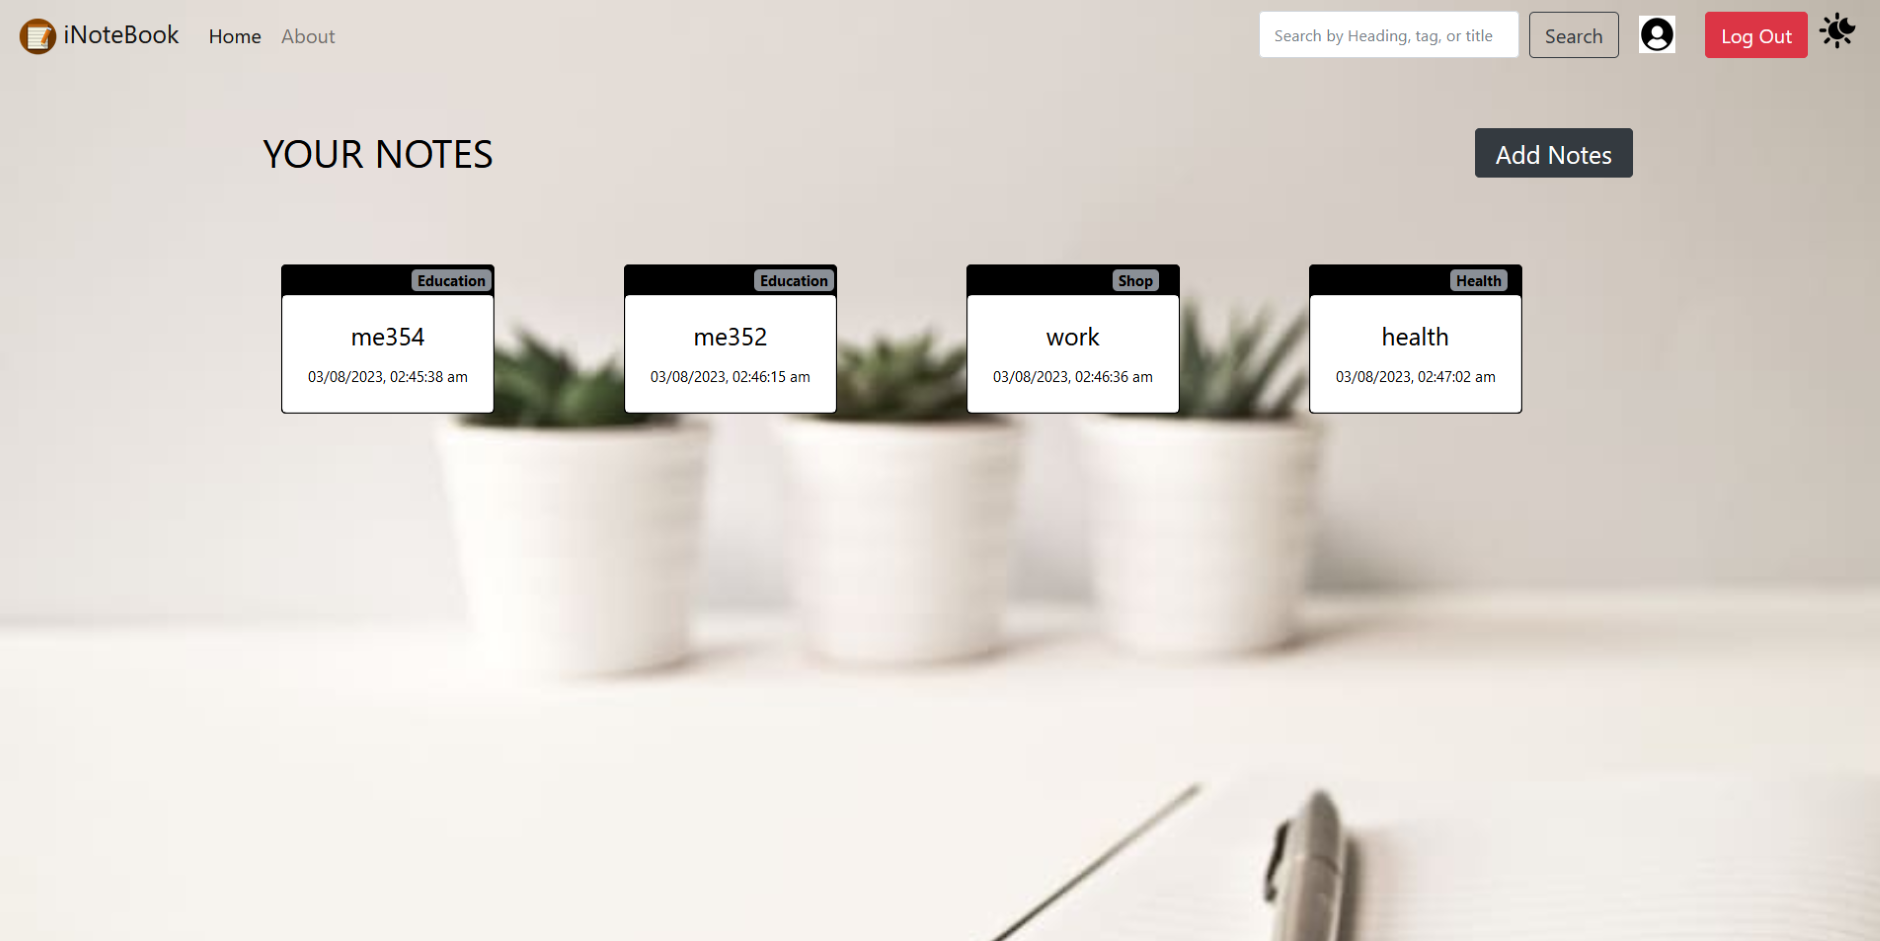 iNoteBook Home About Search by Heading, tag, or title Search Log Out
YOUR NOTES Add Notes
Education Education Shop Health
me354 me352 work health
03/08/2023, 02:45:38 am 03/08/2023, 02:46:15 am 03/08/2023, 02:46:36 am 03/08/2023, 02:47:02 am